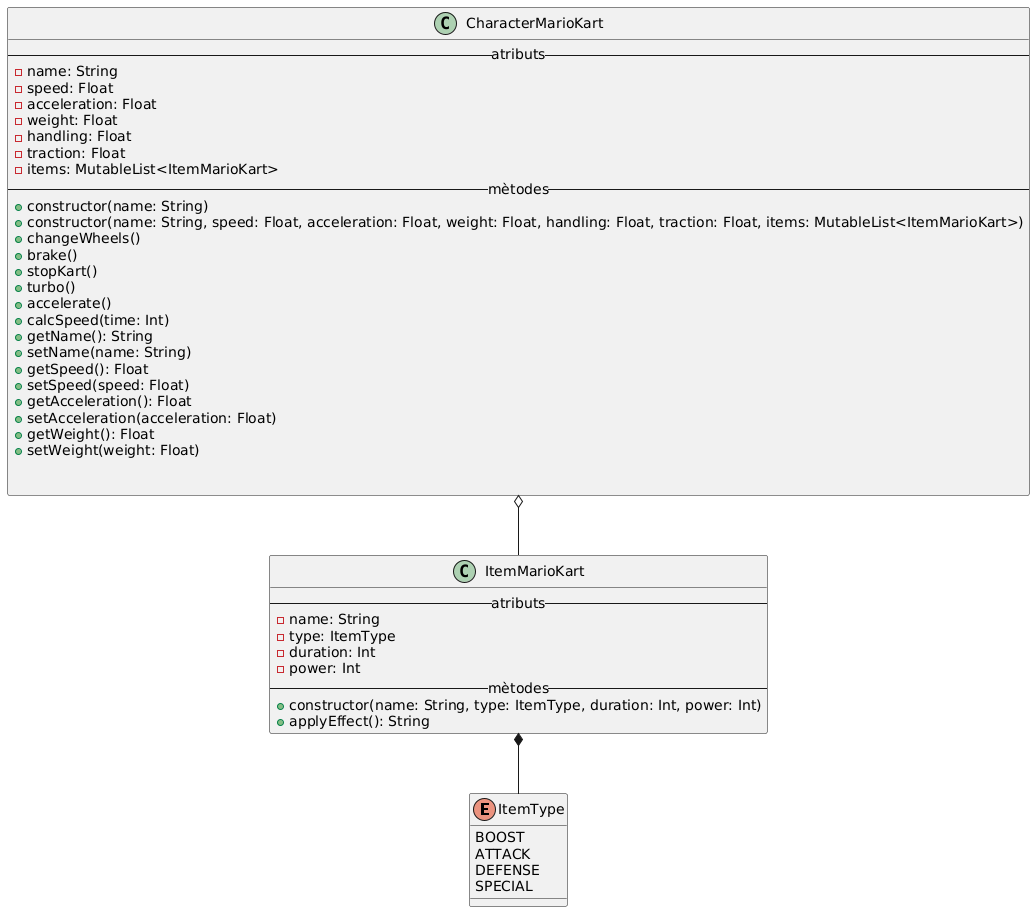 C CharacterMarioKart
atributs
name: String
speed: Float
acceleration: Float
weight: Float
handling: Float
traction: Float
items: MutableList<ItemMarioKart>
mètodes
constructor(name: String)
constructor(name: String, speed: Float, acceleration: Float, weight: Float, handling: Float, traction: Float, items: MutableList<ItemMarioKart>)
changeWheels()
brake()
stopKart()
turbo()
accelerate()
calcSpeed(time: Int)
getName(): String
setName(name: String)
getSpeed(): Float
setSpeed(speed: Float)
getAcceleration(): Float
setAcceleration(acceleration: Float)
getWeight(): Float
setWeight(weight: Float)
C ItemMarioKart
atributs
name: String
type: ItemType
duration: Int
power: Int
mètodes
constructor(name: String, type: ItemType, duration: Int, power: Int)
applyEffect(): String
E ItemType
BOOST
ATTACK
DEFENSE
SPECIAL